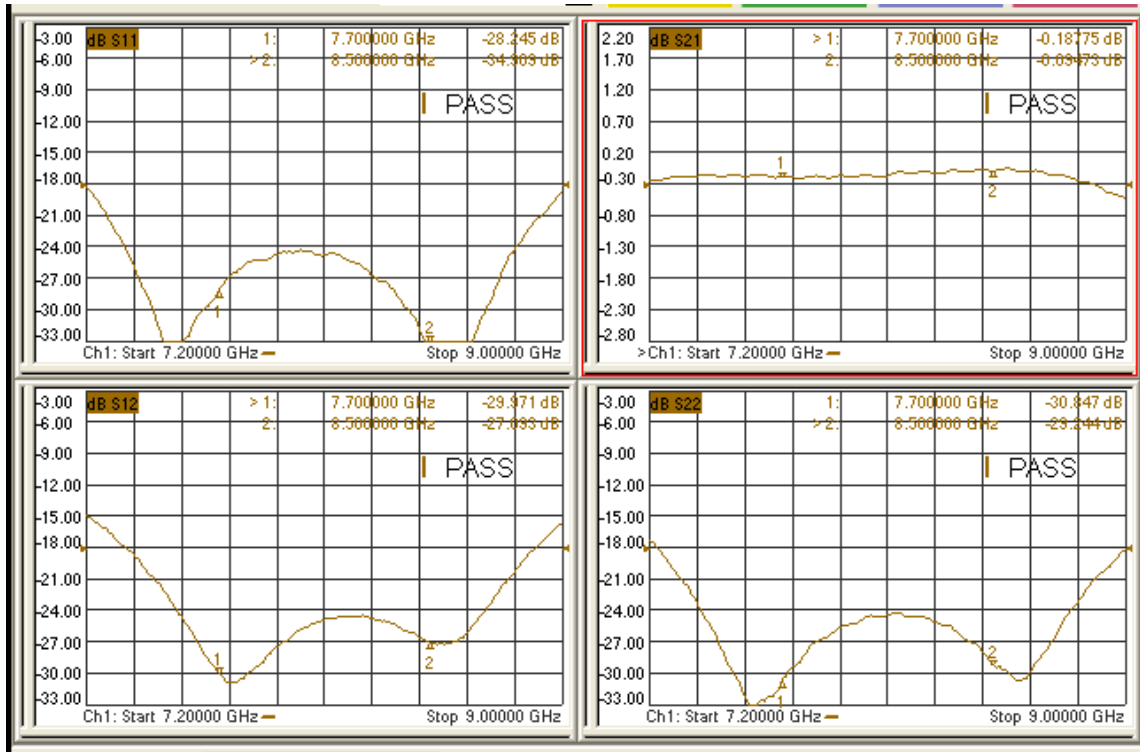 dB S11
1: 7.700000 GHz -28.245 dB
> 2: 8.500000 GHz -34.909 dB
PASS
-3.00
-6.00
-9.00
-12.00
-15.00
-18.00
-21.00
-24.00
-27.00
-30.00
-33.00
1
2
Ch1: Start 7.20000 GHz
Stop 9.00000 GHz
dB S21
> 1: 7.700000 GHz -0.18775 dB
2: 8.500000 GHz -0.09473 dB
PASS
2.20
1.70
1.20
0.70
0.20
-0.30
-0.80
-1.30
-1.80
-2.30
-2.80
1
2
>Ch1: Start 7.20000 GHz
Stop 9.00000 GHz
dB S12
> 1: 7.700000 GHz -29.971 dB
2: 8.500000 GHz -27.093 dB
PASS
-3.00
-6.00
-9.00
-12.00
-15.00
-18.00
-21.00
-24.00
-27.00
-30.00
-33.00
1
2
Ch1: Start 7.20000 GHz
Stop 9.00000 GHz
dB S22
1: 7.700000 GHz -30.847 dB
> 2: 8.500000 GHz -29.244 dB
PASS
-3.00
-6.00
-9.00
-12.00
-15.00
-18.00
-21.00
-24.00
-27.00
-30.00
-33.00
1
2
Ch1: Start 7.20000 GHz
Stop 9.00000 GHz